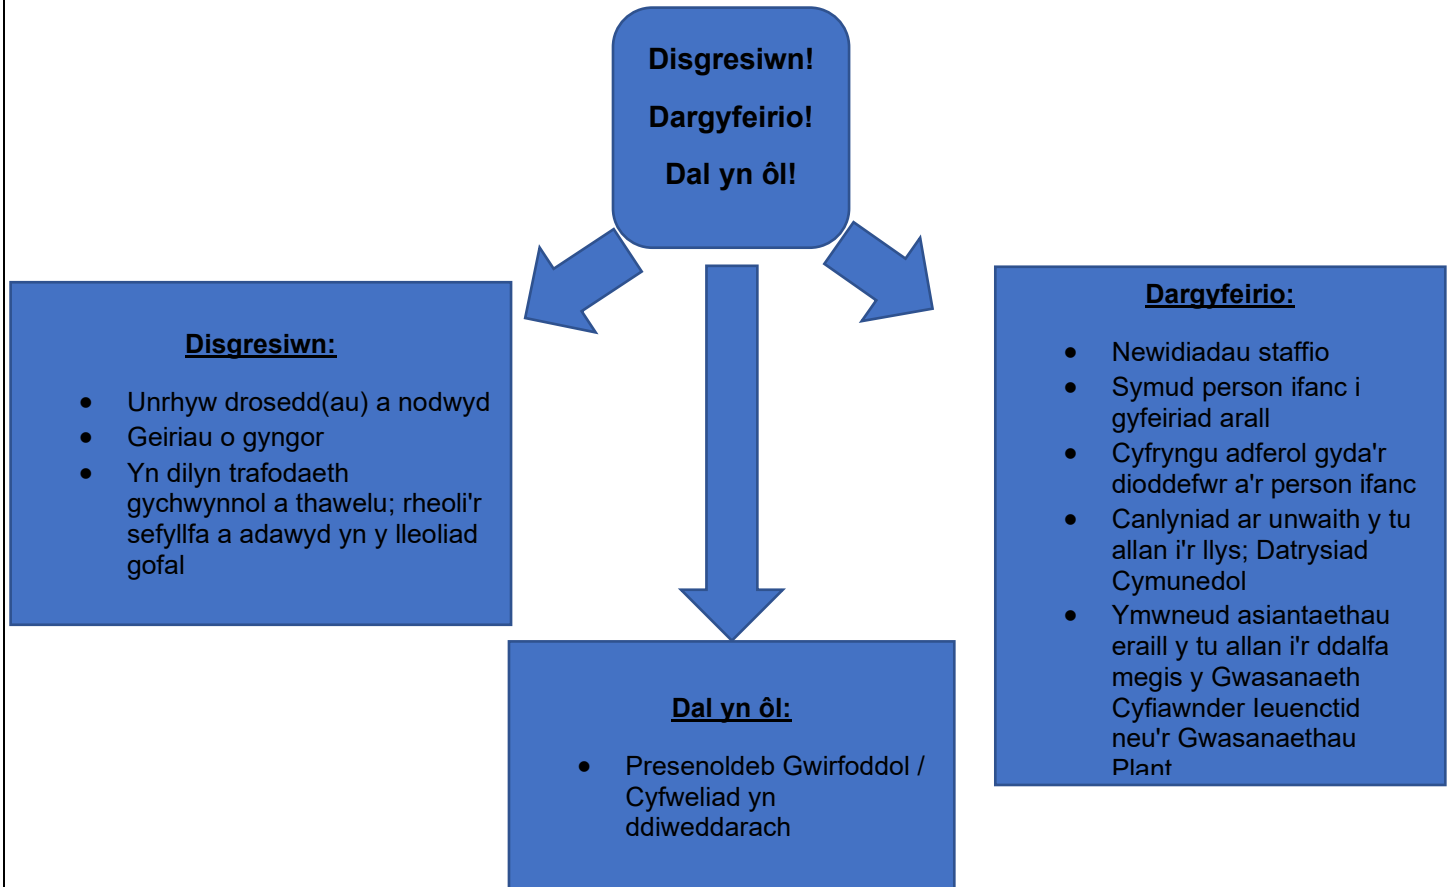 Disgresiwn!
Dargyfeirio!
Dal yn ôl!
Disgresiwn:
● Unrhyw drosedd(au) a nodwyd
● Geiriau o gyngor
● Yn dilyn trafodaeth
gychwynnol a thawelu; rheoli'r
sefyllfa a adawyd yn y lleoliad
gofal
Dal yn ôl:
● Presenoldeb Gwirfoddol /
Cyfweliad yn
ddiweddarach
Dargyfeirio:
● Newidiadau staffio
● Symud person ifanc i
gyfeiriad arall
● Cyfryngu adferol gyda'r
dioddefwr a'r person ifanc
● Canlyniad ar unwaith y tu
allan i'r llys; Datrysiad
Cymunedol
● Ymwneud asiantaethau
eraill y tu allan i'r ddalfa
megis y Gwasanaeth
Cyfiawnder Ieuenctid
neu'r Gwasanaethau
Plant